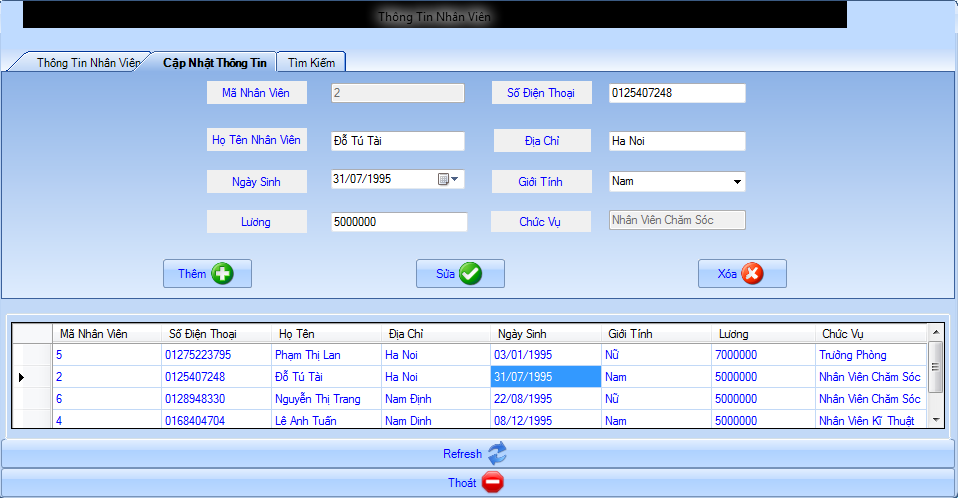 Thông Tin Nhân Viên
Thông Tin Nhân Viên Cập Nhật Thông Tin Tìm Kiếm
Mã Nhân Viên 2 Số Điện Thoại 0125407248
Họ Tên Nhân Viên Đỗ Tú Tài Địa Chỉ Ha Noi
Ngày Sinh 31/07/1995 Giới Tính Nam
Lương 5000000 Chức Vụ Nhân Viên Chăm Sóc
Thêm Sửa Xóa
Mã Nhân Viên Số Điện Thoại Họ Tên Địa Chỉ Ngày Sinh Giới Tính Lương Chức Vụ
5 01275223795 Phạm Thị Lan Ha Noi 03/01/1995 Nữ 7000000 Trưởng Phòng
2 0125407248 Đỗ Tú Tài Ha Noi 31/07/1995 Nam 5000000 Nhân Viên Chăm Sóc
6 0128948330 Nguyễn Thị Trang Nam Định 22/08/1995 Nữ 5000000 Nhân Viên Chăm Sóc
4 0168404704 Lê Anh Tuấn Nam Dinh 08/12/1995 Nam 5000000 Nhân Viên Kĩ Thuật
Refresh
Thoát